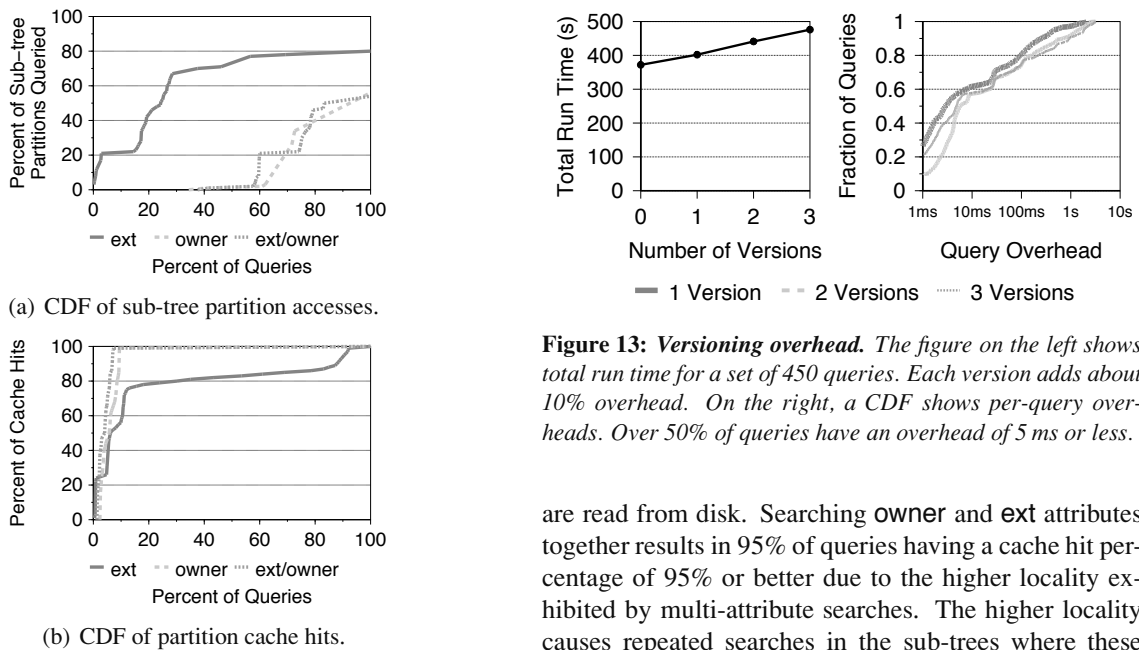 Percent of Sub−tree
Partitions Queried
100
80
60
40
20
0
0 20 40 60 80 100
ext owner ext/owner
Percent of Queries
(a) CDF of sub-tree partition accesses.
Percent of Cache Hits
100
80
60
40
20
0
0 20 40 60 80 100
ext owner ext/owner
Percent of Queries
(b) CDF of partition cache hits.
Total Run Time (s)
500
400
300
200
100
0
0 1 2 3
Number of Versions
Fraction of Queries
1
0.8
0.6
0.4
0.2
0
1ms 10ms 100ms 1s 10s
Query Overhead
1 Version 2 Versions 3 Versions
Figure 13: Versioning overhead. The figure on the left shows
total run time for a set of 450 queries. Each version adds about
10% overhead. On the right, a CDF shows per-query over-
heads. Over 50% of queries have an overhead of 5 ms or less.
are read from disk. Searching owner and ext attributes
together results in 95% of queries having a cache hit per-
centage of 95% or better due to the higher locality ex-
hibited by multi-attribute searches. The higher locality
causes repeated searches in the sub-trees where these